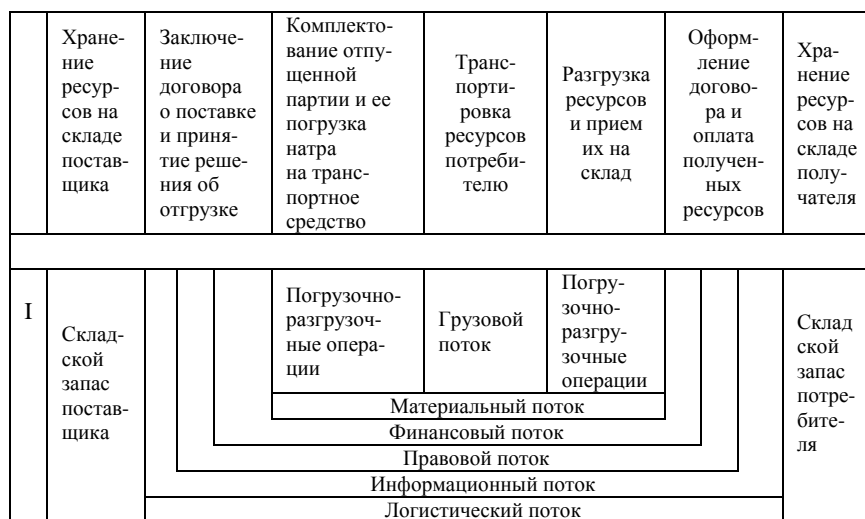 Хране-
ние
ресур-
сов на
складе
постав-
щика
Заключе-
ние
договора
о поставке
и приня-
тие реше-
ния об
отгрузке
Комплекто-
вание отпу-
щенной
партии и ее
погрузка
натра
на транс-
портное
средство
Транс-
порти-
ровка
ресурсов
потреби-
телю
Разгрузка
ресурсов
и прием
их на
склад
Оформ-
ление
догово-
ра и
оплата
получен-
ных
ресурсов
Хра-
нение
ресур-
сов на
складе
полу-
чателя
I
Склад-
ской
запас
постав-
щика
Погрузочно-
разгрузоч-
ные опера-
ции
Грузовой
поток
Погру-
зочно-
разгру-
зочные
операции
Склад
ской
запас
потре-
бите-
ля
Материальный поток
Финансовый поток
Правовой поток
Информационный поток
Логистический поток